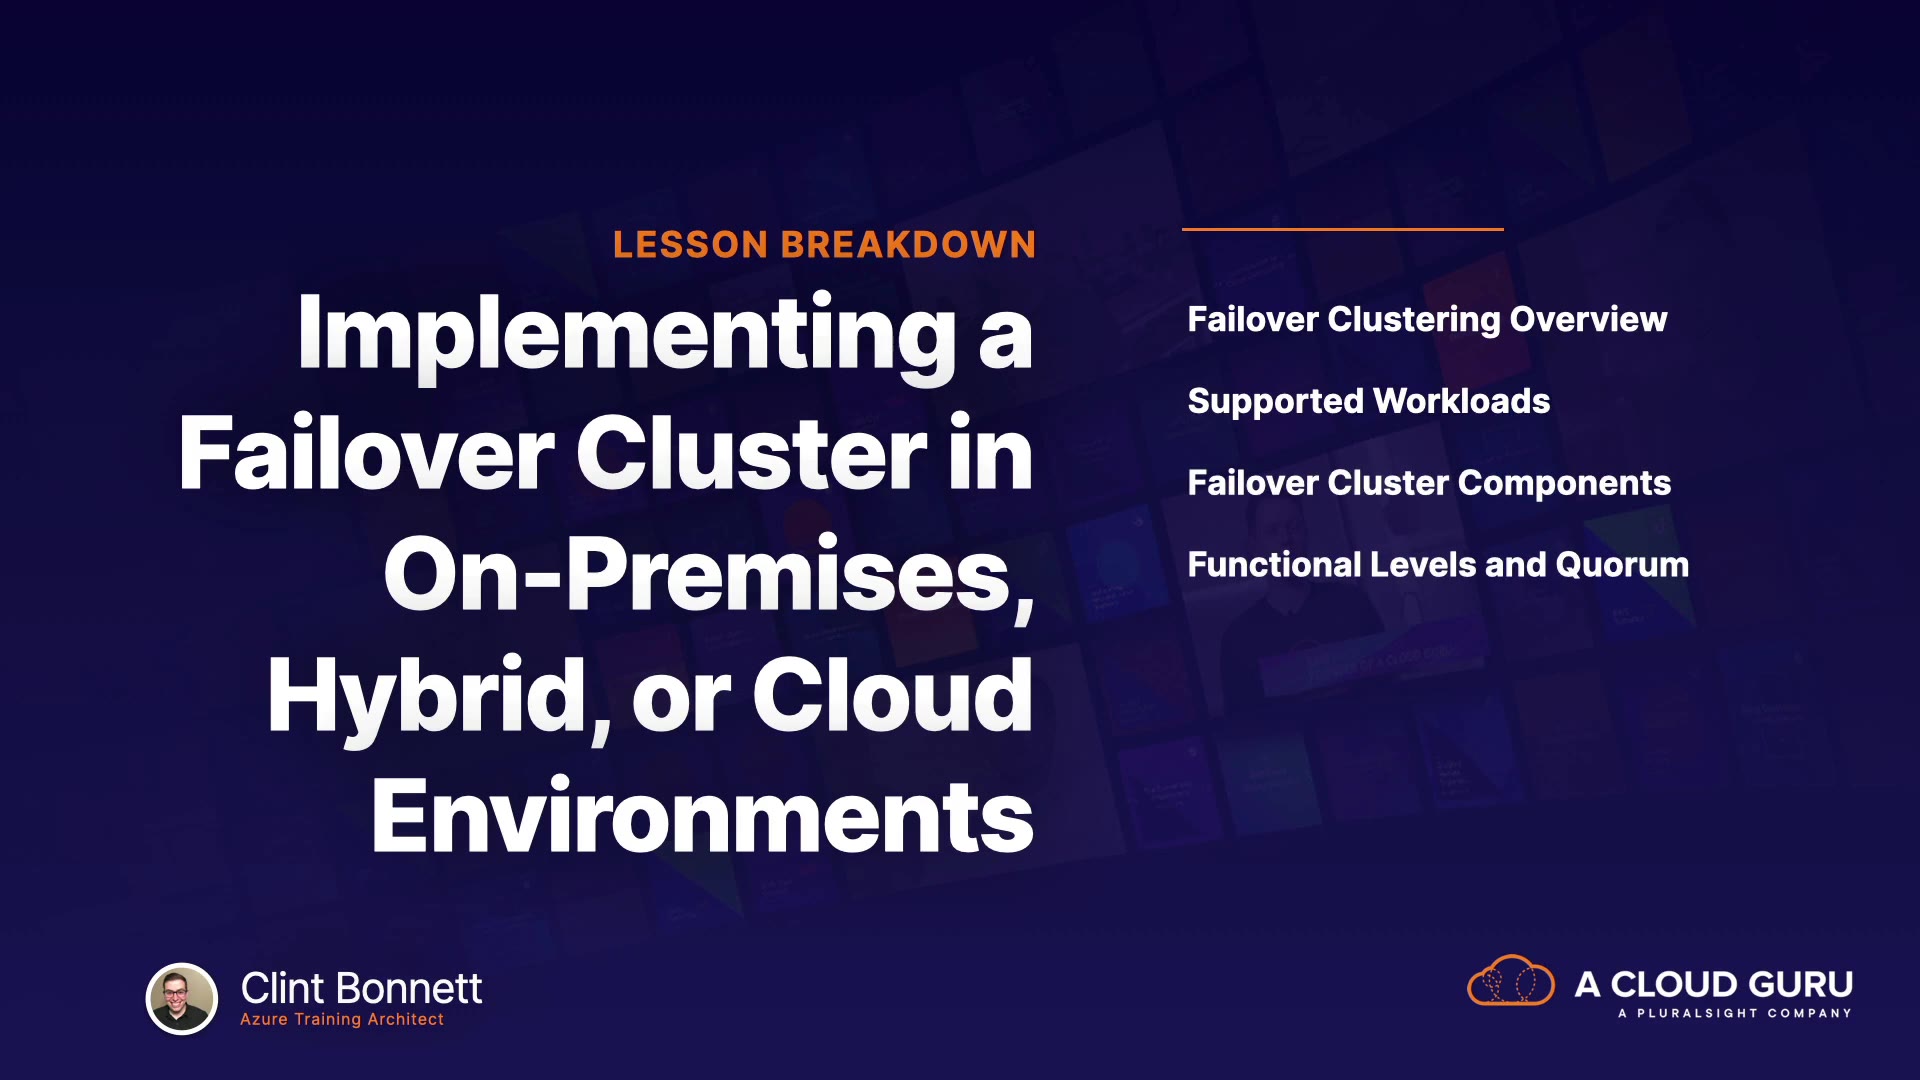 LESSON BREAKDOWN
Implementing a
Failover Cluster in
On-Premises,
Hybrid, or Cloud
Environments
Failover Clustering Overview
Supported Workloads
Failover Cluster Components
Functional Levels and Quorum
Clint Bonnett
Azure Training Architect
A CLOUD GURU
A PLURALSIGHT COMPANY